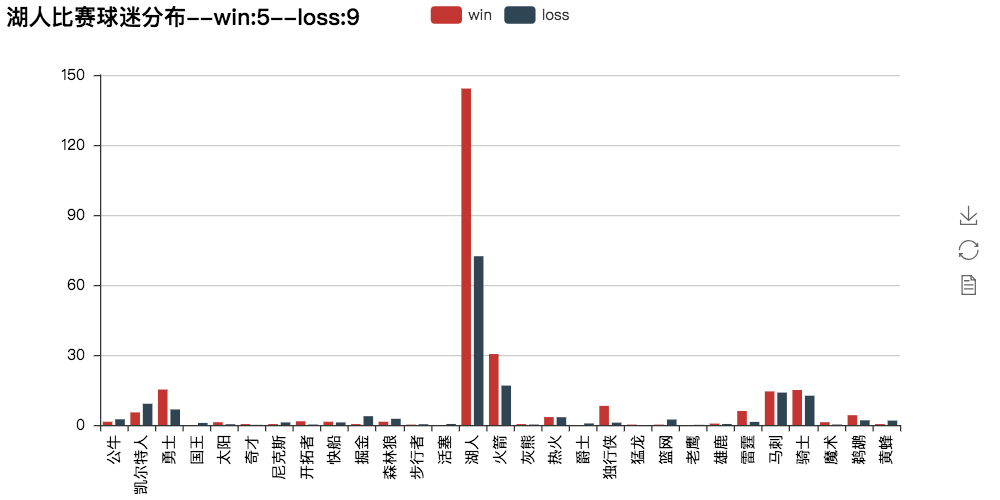 湖人比赛球迷分布--win:5--loss:9
win
loss
150
120
90
60
30
0
公牛
凯尔特人
勇士
国王
太阳
奇才
尼克斯
开拓者
快船
掘金
森林狼
步行者
活塞
湖人
火箭
灰熊
热火
爵士
独行侠
猛龙
篮网
老鹰
雄鹿
雷霆
马刺
骑士
魔术
鹈鹕
黄蜂